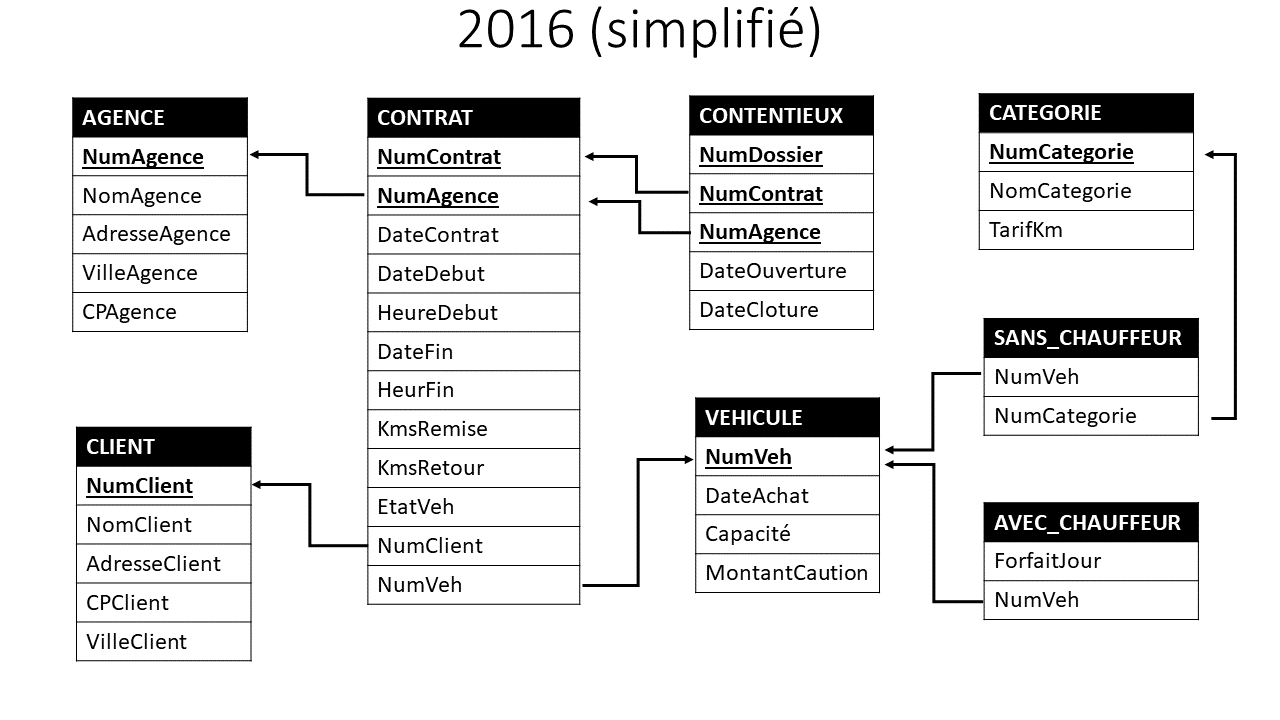 2016 (simplifié)
AGENCE
NumAgence
NomAgence
AdresseAgence
VilleAgence
CPAgence
CLIENT
NumClient
NomClient
AdresseClient
CPClient
VilleClient
CONTRAT
NumContrat
NumAgence
DateContrat
DateDebut
HeureDebut
DateFin
HeurFin
KmsRemise
KmsRetour
EtatVeh
NumClient
NumVeh
CONTENTIEUX
NumDossier
NumContrat
NumAgence
DateOuverture
DateCloture
VEHICULE
NumVeh
DateAchat
Capacité
MontantCaution
CATEGORIE
NumCategorie
NomCategorie
TarifKm
SANS_CHAUFFEUR
NumVeh
NumCategorie
AVEC_CHAUFFEUR
ForfaitJour
NumVeh